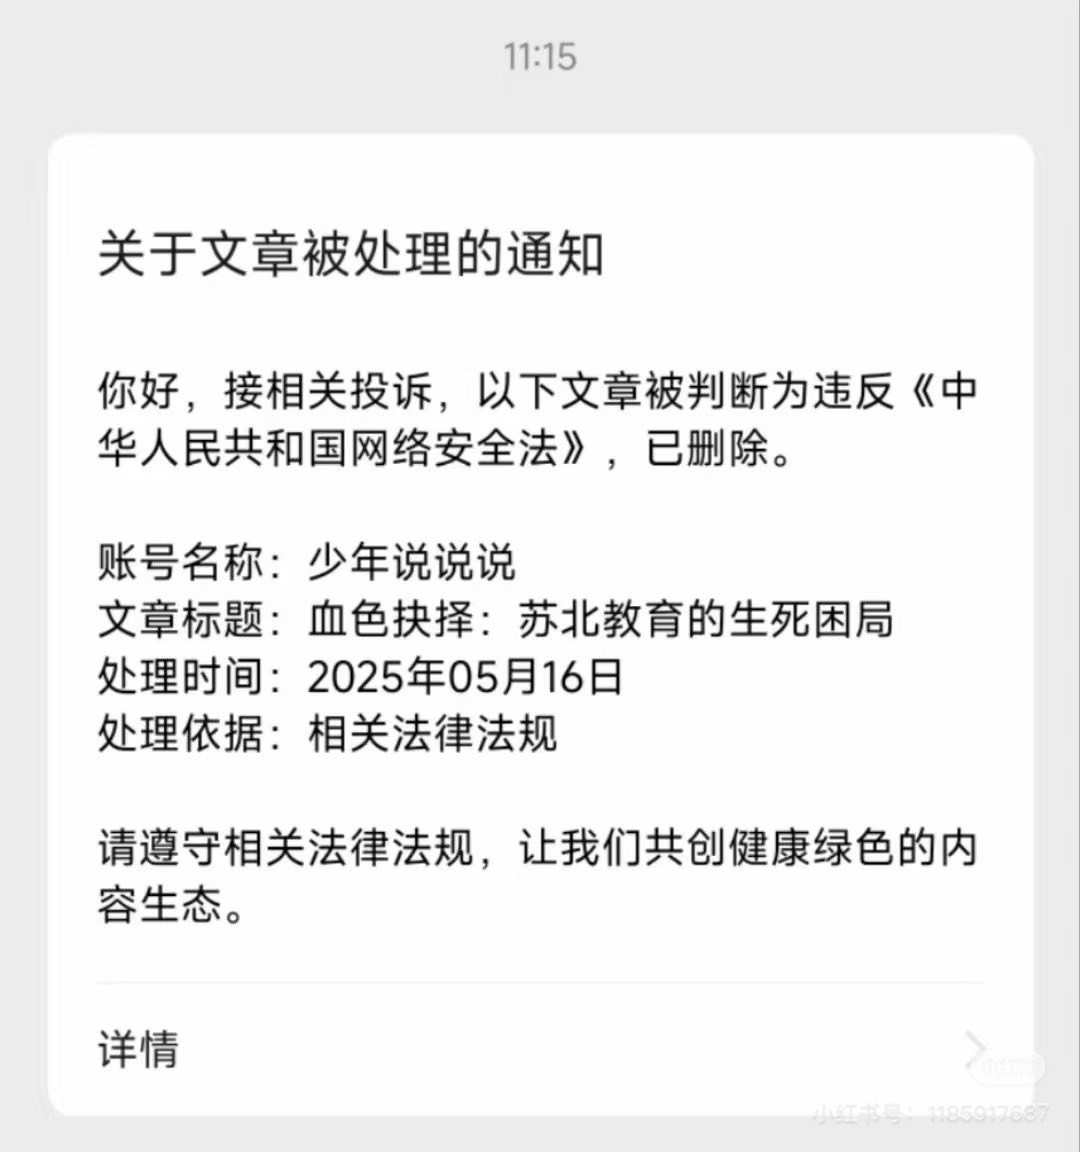 11:15
关于文章被处理的通知
你好，接相关投诉，以下文章被判断为违反《中
华人民共和国网络安全法》，已删除。
账号名称：少年说说说
文章标题：血色抉择：苏北教育的生死困局
处理时间：2025年05月16日
处理依据：相关法律法规
请遵守相关法律法规，让我们共创健康绿色的内
容生态。
详情
小红书
小红书号：1185917687